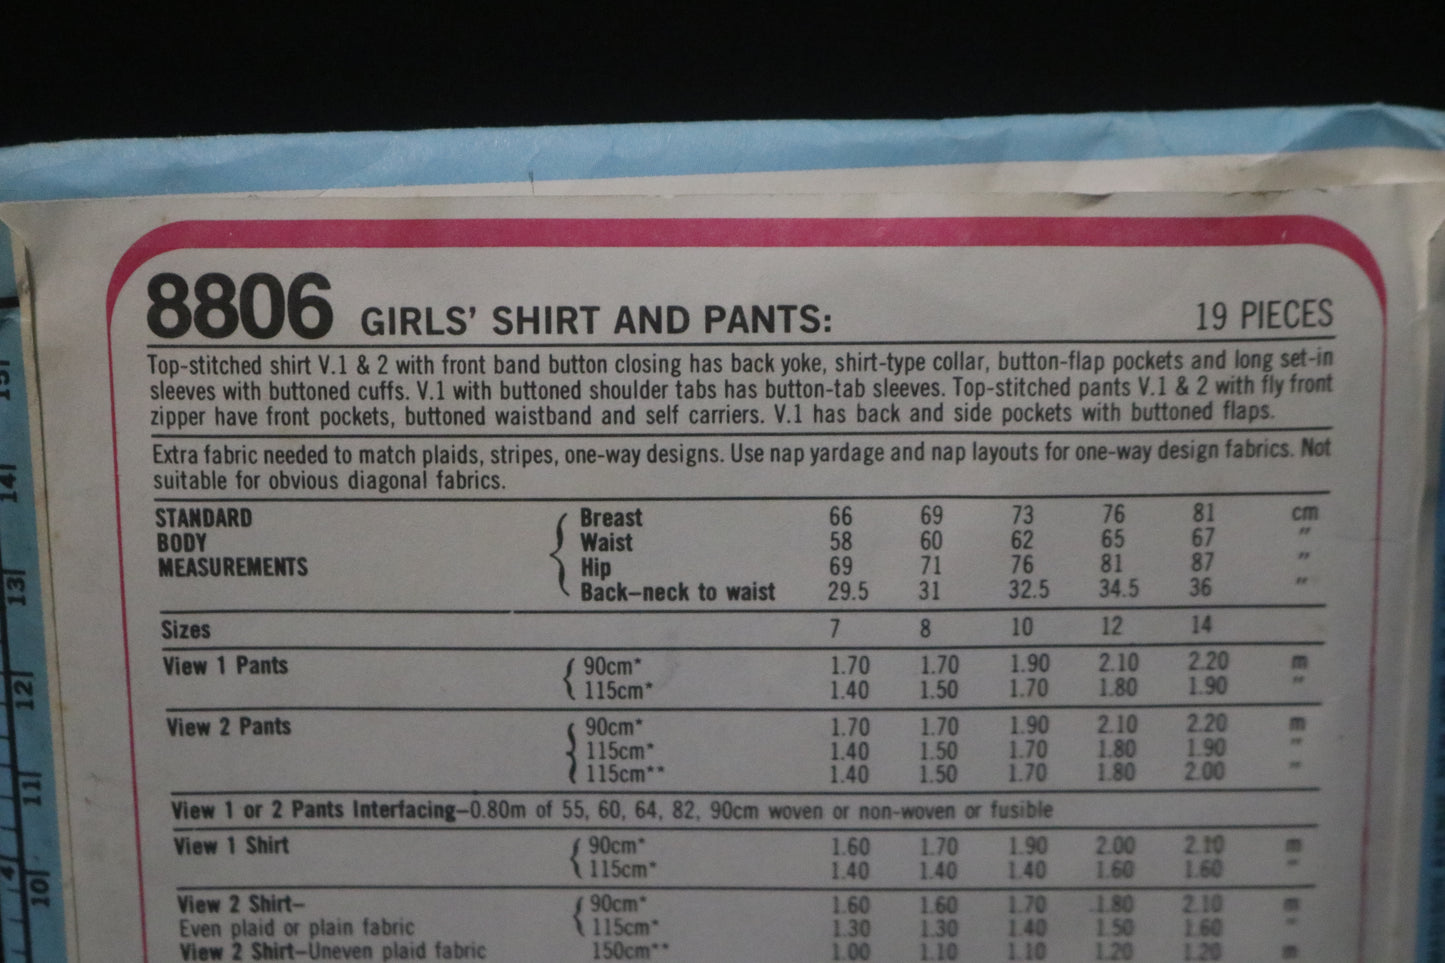 8806 GIRLS' SHIRT AND PANTS: 19 PIECES
Top-stitched shirt V.1 & 2 with front band button closing has back yoke, shirt-type collar, button-flap pockets and long set-in
sleeves with buttoned cuffs. V.1 with buttoned shoulder tabs has button-tab sleeves. Top-stitched pants V.1 & 2 with fly front
zipper have front pockets, buttoned waistband and self carriers. V.1 has back and side pockets with buttoned flaps.
Extra fabric needed to match plaids, stripes, one-way designs. Use nap yardage and nap layouts for one-way design fabrics. Not
suitable for obvious diagonal fabrics.
STANDARD Breast 66 69 73 76 81 cm
BODY Waist 58 60 62 65 67 "
MEASUREMENTS Hip 69 71 76 81 87 "
Back–neck to waist 29.5 31 32.5 34.5 36 "
Sizes 7 8 10 12 14
View 1 Pants 90cm* 1.70 1.70 1.90 2.10 2.20 m
115cm* 1.40 1.50 1.70 1.80 1.90 "
View 2 Pants 90cm* 1.70 1.70 1.90 2.10 2.20 m
115cm* 1.40 1.50 1.70 1.80 1.90 "
115cm** 1.40 1.50 1.70 1.80 2.00 "
View 1 or 2 Pants Interfacing–0.80m of 55, 60, 64, 82, 90cm woven or non-woven or fusible
View 1 Shirt 90cm* 1.60 1.70 1.90 2.00 2.10 m
115cm* 1.40 1.40 1.40 1.60 1.60 "
View 2 Shirt– 90cm* 1.60 1.60 1.70 1.80 2.10 m
Even plaid or plain fabric 115cm* 1.30 1.30 1.40 1.50 1.60 "
View 2 Shirt–Uneven plaid fabric 150cm** 1.00 1.10 1.10 1.20 1.20 m
15
14
13
12
11
10
4